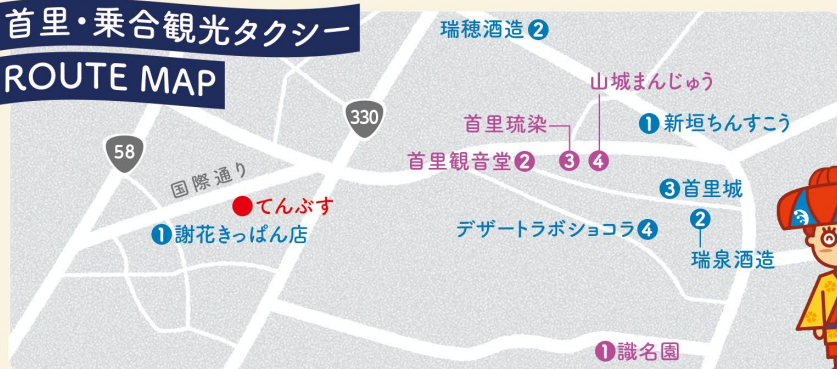 首里・乗合観光タクシー
ROUTE MAP
瑞穂酒造❷
山城まんじゅう
330
首里琉染
❶新垣ちんすこう
58
首里観音堂❷
❸
❹
国際通り
❸首里城
●てんぶす
❶謝花きっぱん店
デザートラボショコラ❹
❷
瑞泉酒造
❶識名園